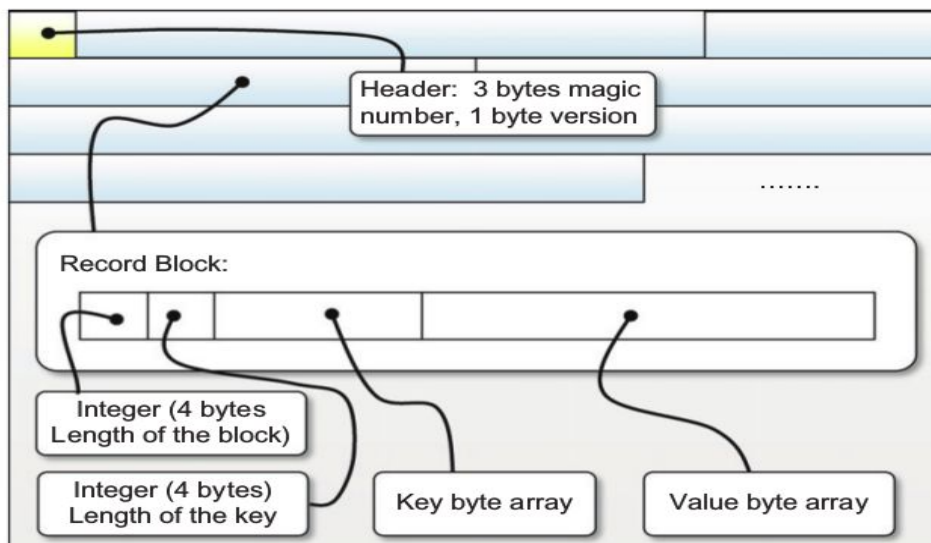 Header: 3 bytes magic
number, 1 byte version
.......
Record Block:
Integer (4 bytes
Length of the block)
Integer (4 bytes)
Length of the key
Key byte array
Value byte array